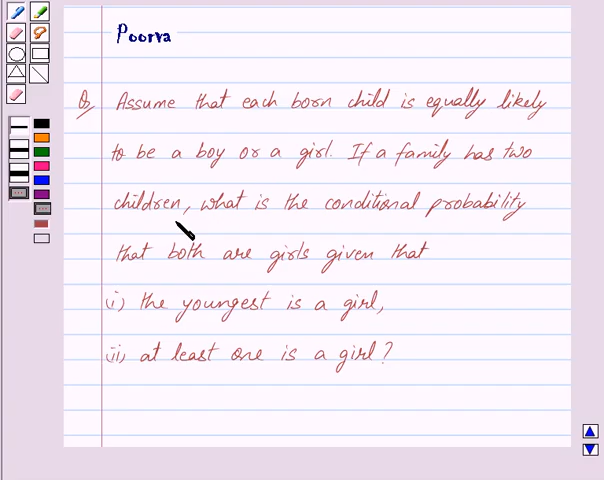 Poorva
Q, Assume that each born child is equally likely
to be a boy or a girl. If a family has two
children, what is the conditional probability
that both are girls given that
(i) the youngest is a girl,
(ii) at least one is a girl?